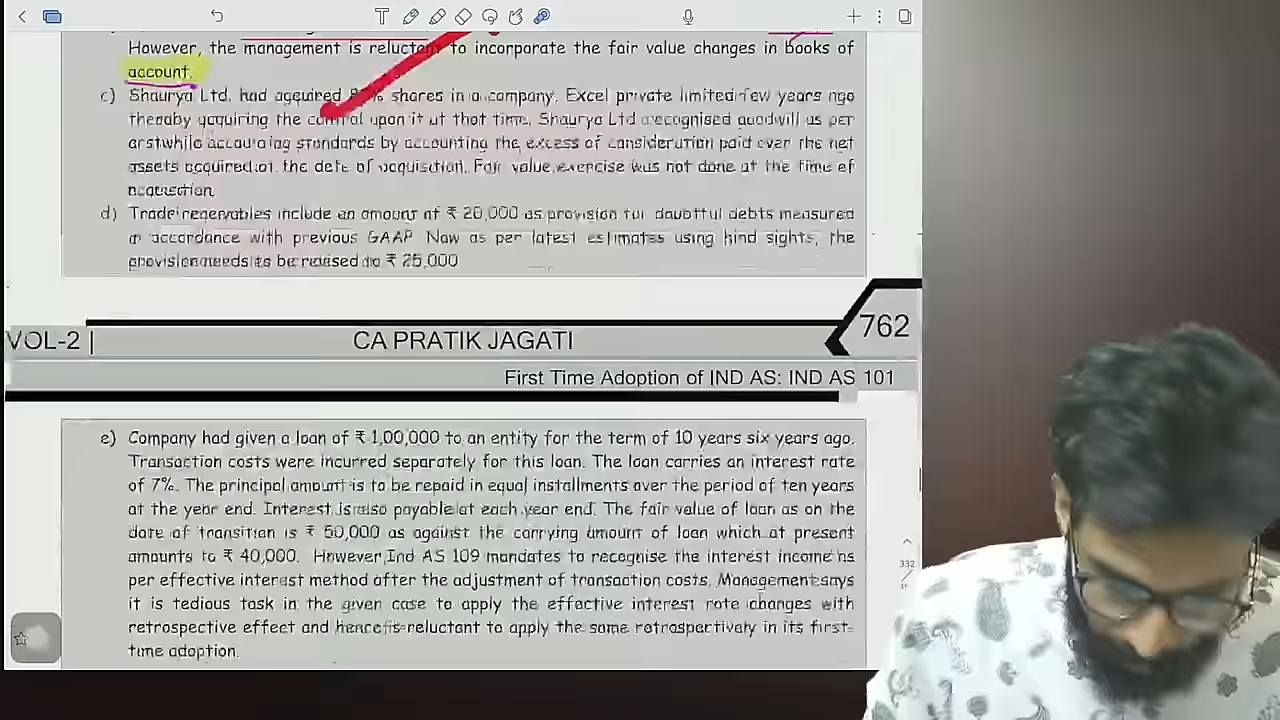 However, the management is reluctant to incorporate the fair value changes in books of
account.
c) Shaurya Ltd. had acquired 80% shares in a company, Excel private limited few years ago
thereby acquiring the control upon it at that time. Shaurya Ltd recognised goodwill as per
erstwhile accounting standards by accounting the excess of consideration paid over the net
assets acquired at the date of acquisition. Fair value exercise was not done at the time of
acquisition
d) Trade receivables include an amount of ₹ 20,000 as provision for doubtful debts measured
in accordance with previous GAAP. Now as per latest estimates using hind sights, the
provision needs to be revised to ₹ 25,000
762
VOL-2 | CA PRATIK JAGATI
First Time Adoption of IND AS: IND AS 101
e) Company had given a loan of ₹ 1,00,000 to an entity for the term of 10 years six years ago.
Transaction costs were incurred separately for this loan. The loan carries an interest rate
of 7%. The principal amount is to be repaid in equal installments over the period of ten years
at the year end. Interest is also payable at each year end. The fair value of loan as on the
date of transition is ₹ 50,000 as against the carrying amount of loan which at present
amounts to ₹ 40,000. However, Ind AS 109 mandates to recognise the interest income as
per effective interest method after the adjustment of transaction costs. Management says
it is tedious task in the given case to apply the effective interest rate changes with
retrospective effect and hence is reluctant to apply the same retrospectively in its first-
time adoption.
332